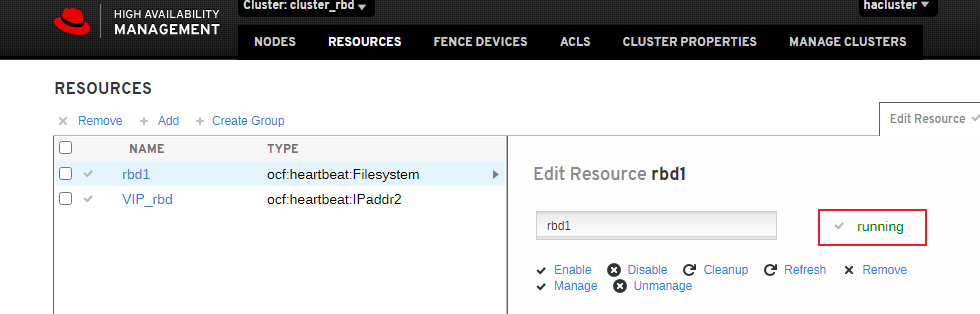 HIGH AVAILABILITY
MANAGEMENT
Cluster: cluster_rbd
hacluster
NODES RESOURCES FENCE DEVICES ACLS CLUSTER PROPERTIES MANAGE CLUSTERS
RESOURCES
Remove Add Create Group
Edit Resource
NAME TYPE
rbd1 ocf:heartbeat:Filesystem
VIP_rbd ocf:heartbeat:IPaddr2
Edit Resource rbd1
rbd1
running
Enable Disable Cleanup Refresh Remove
Manage Unmanage